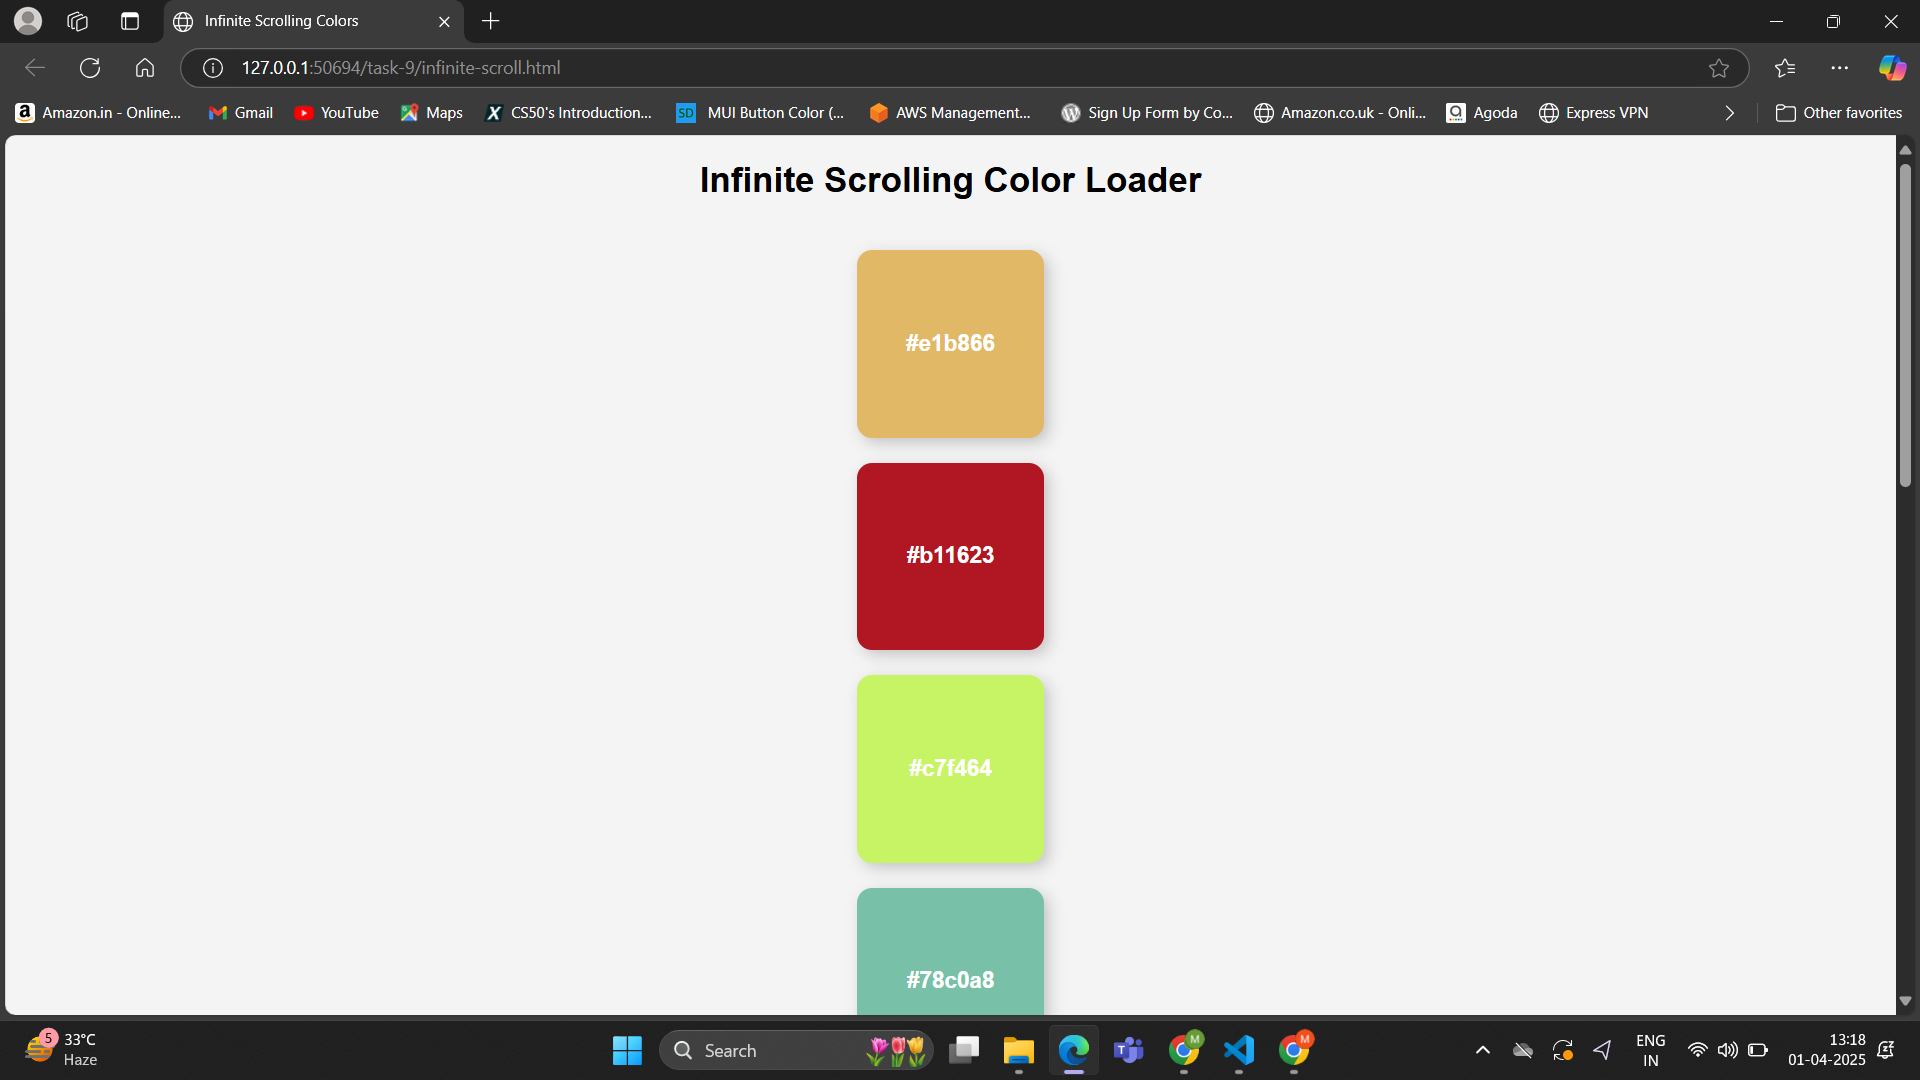 Infinite Scrolling Colors
127.0.0.1:50694/task-9/infinite-scroll.html
Amazon.in - Online...
Gmail
YouTube
Maps
CS50's Introduction...
SD
MUI Button Color (...
AWS Management...
Sign Up Form by Co...
Amazon.co.uk - Onli...
Agoda
Express VPN
Other favorites
Infinite Scrolling Color Loader
#e1b866
#b11623
#c7f464
#78c0a8
5
33°C
Haze
Search
T
M
M
ENG
IN
13:18
01-04-2025